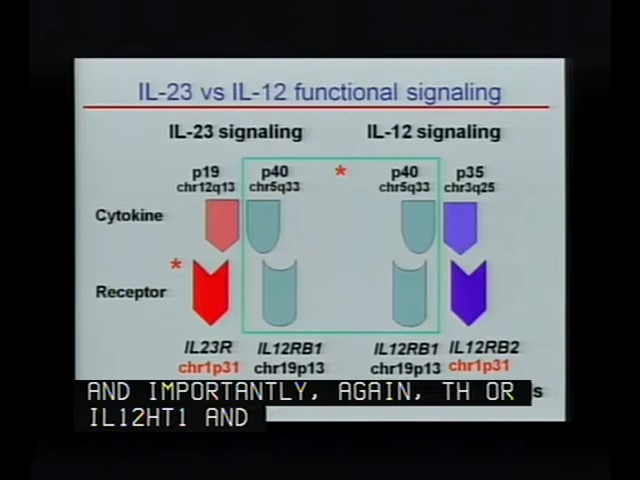 IL-23 vs IL-12 functional signaling
IL-23 signaling IL-12 signaling
p19 p40 * p40 p35
chr12q13 chr5q33 chr5q33 chr3q25
Cytokine
*
Receptor
IL23R IL12RB1 IL12RB1 IL12RB2
chr1p31 chr19p13 chr19p13 chr1p31
AND IMPORTANTLY, AGAIN, TH OR
IL12HT1 AND